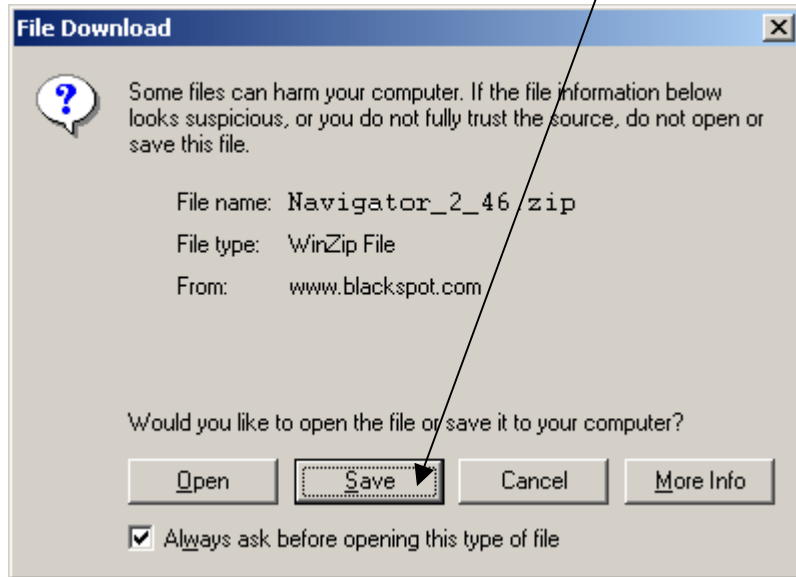 File Download
Some files can harm your computer. If the file information below
looks suspicious, or you do not fully trust the source, do not open or
save this file.
File name: Navigator_2_46.zip
File type: WinZip File
From: www.blackspot.com
Would you like to open the file or save it to your computer?
Open Save Cancel More Info
Always ask before opening this type of file